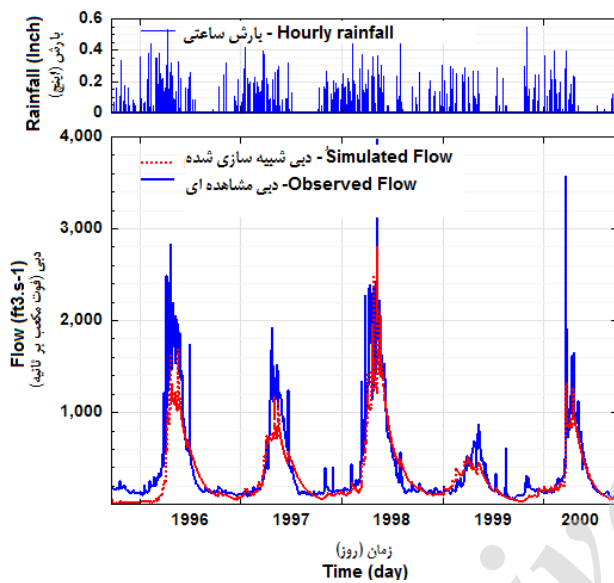 0.6
0.4
0.2
0
Rainfall (Inch)
بارش (اینچ)
بارش ساعتی - Hourly rainfall
4,000
3,000
2,000
1,000
Flow (ft3.s-1)
دبی (فوت مکعب بر ثانیه)
دبی شبیه سازی شده - Simulated Flow
دبی مشاهده ای -Observed Flow
1996 1997 1998 1999 2000
زمان (روز)
Time (day)